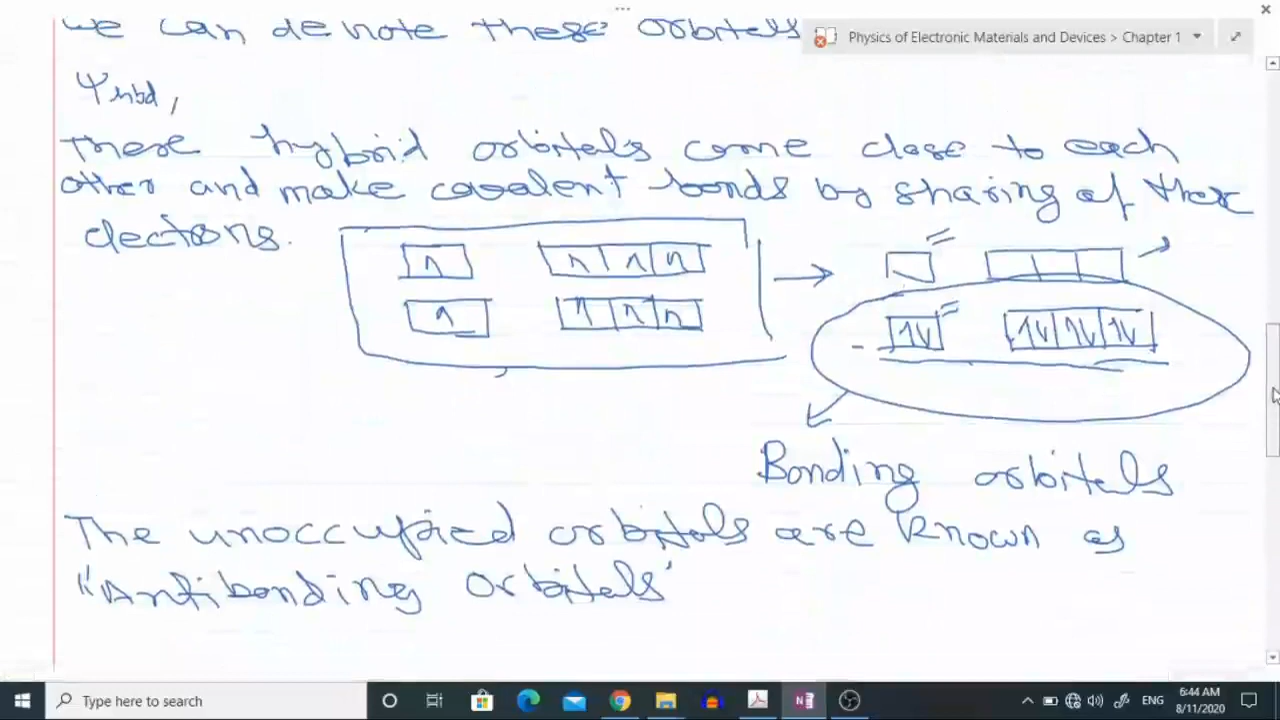 we can denote these orbitals
Physics of Electronic Materials and Devices > Chapter 1
Ψhbd,
These hybrid orbitals come close to each
other and make covalent bonds by sharing of their
electrons.
Bonding orbitals
The unoccupied orbitals are known as
"Antibonding Orbitals"
Type here to search
ENG
6:44 AM
8/11/2020